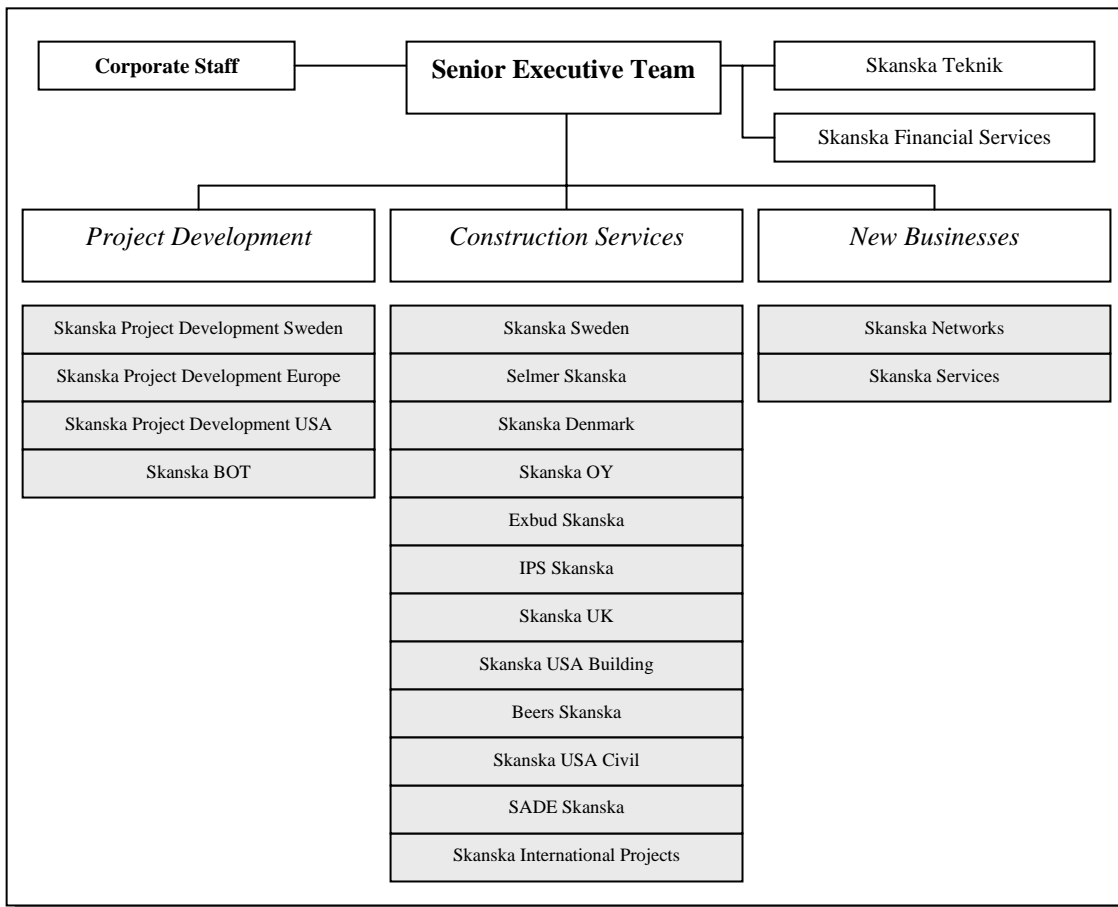 Corporate Staff
Senior Executive Team
Skanska Teknik
Skanska Financial Services
Project Development
Construction Services
New Businesses
Skanska Project Development Sweden
Skanska Project Development Europe
Skanska Project Development USA
Skanska BOT
Skanska Sweden
Selmer Skanska
Skanska Denmark
Skanska OY
Exbud Skanska
IPS Skanska
Skanska UK
Skanska USA Building
Beers Skanska
Skanska USA Civil
SADE Skanska
Skanska International Projects
Skanska Networks
Skanska Services